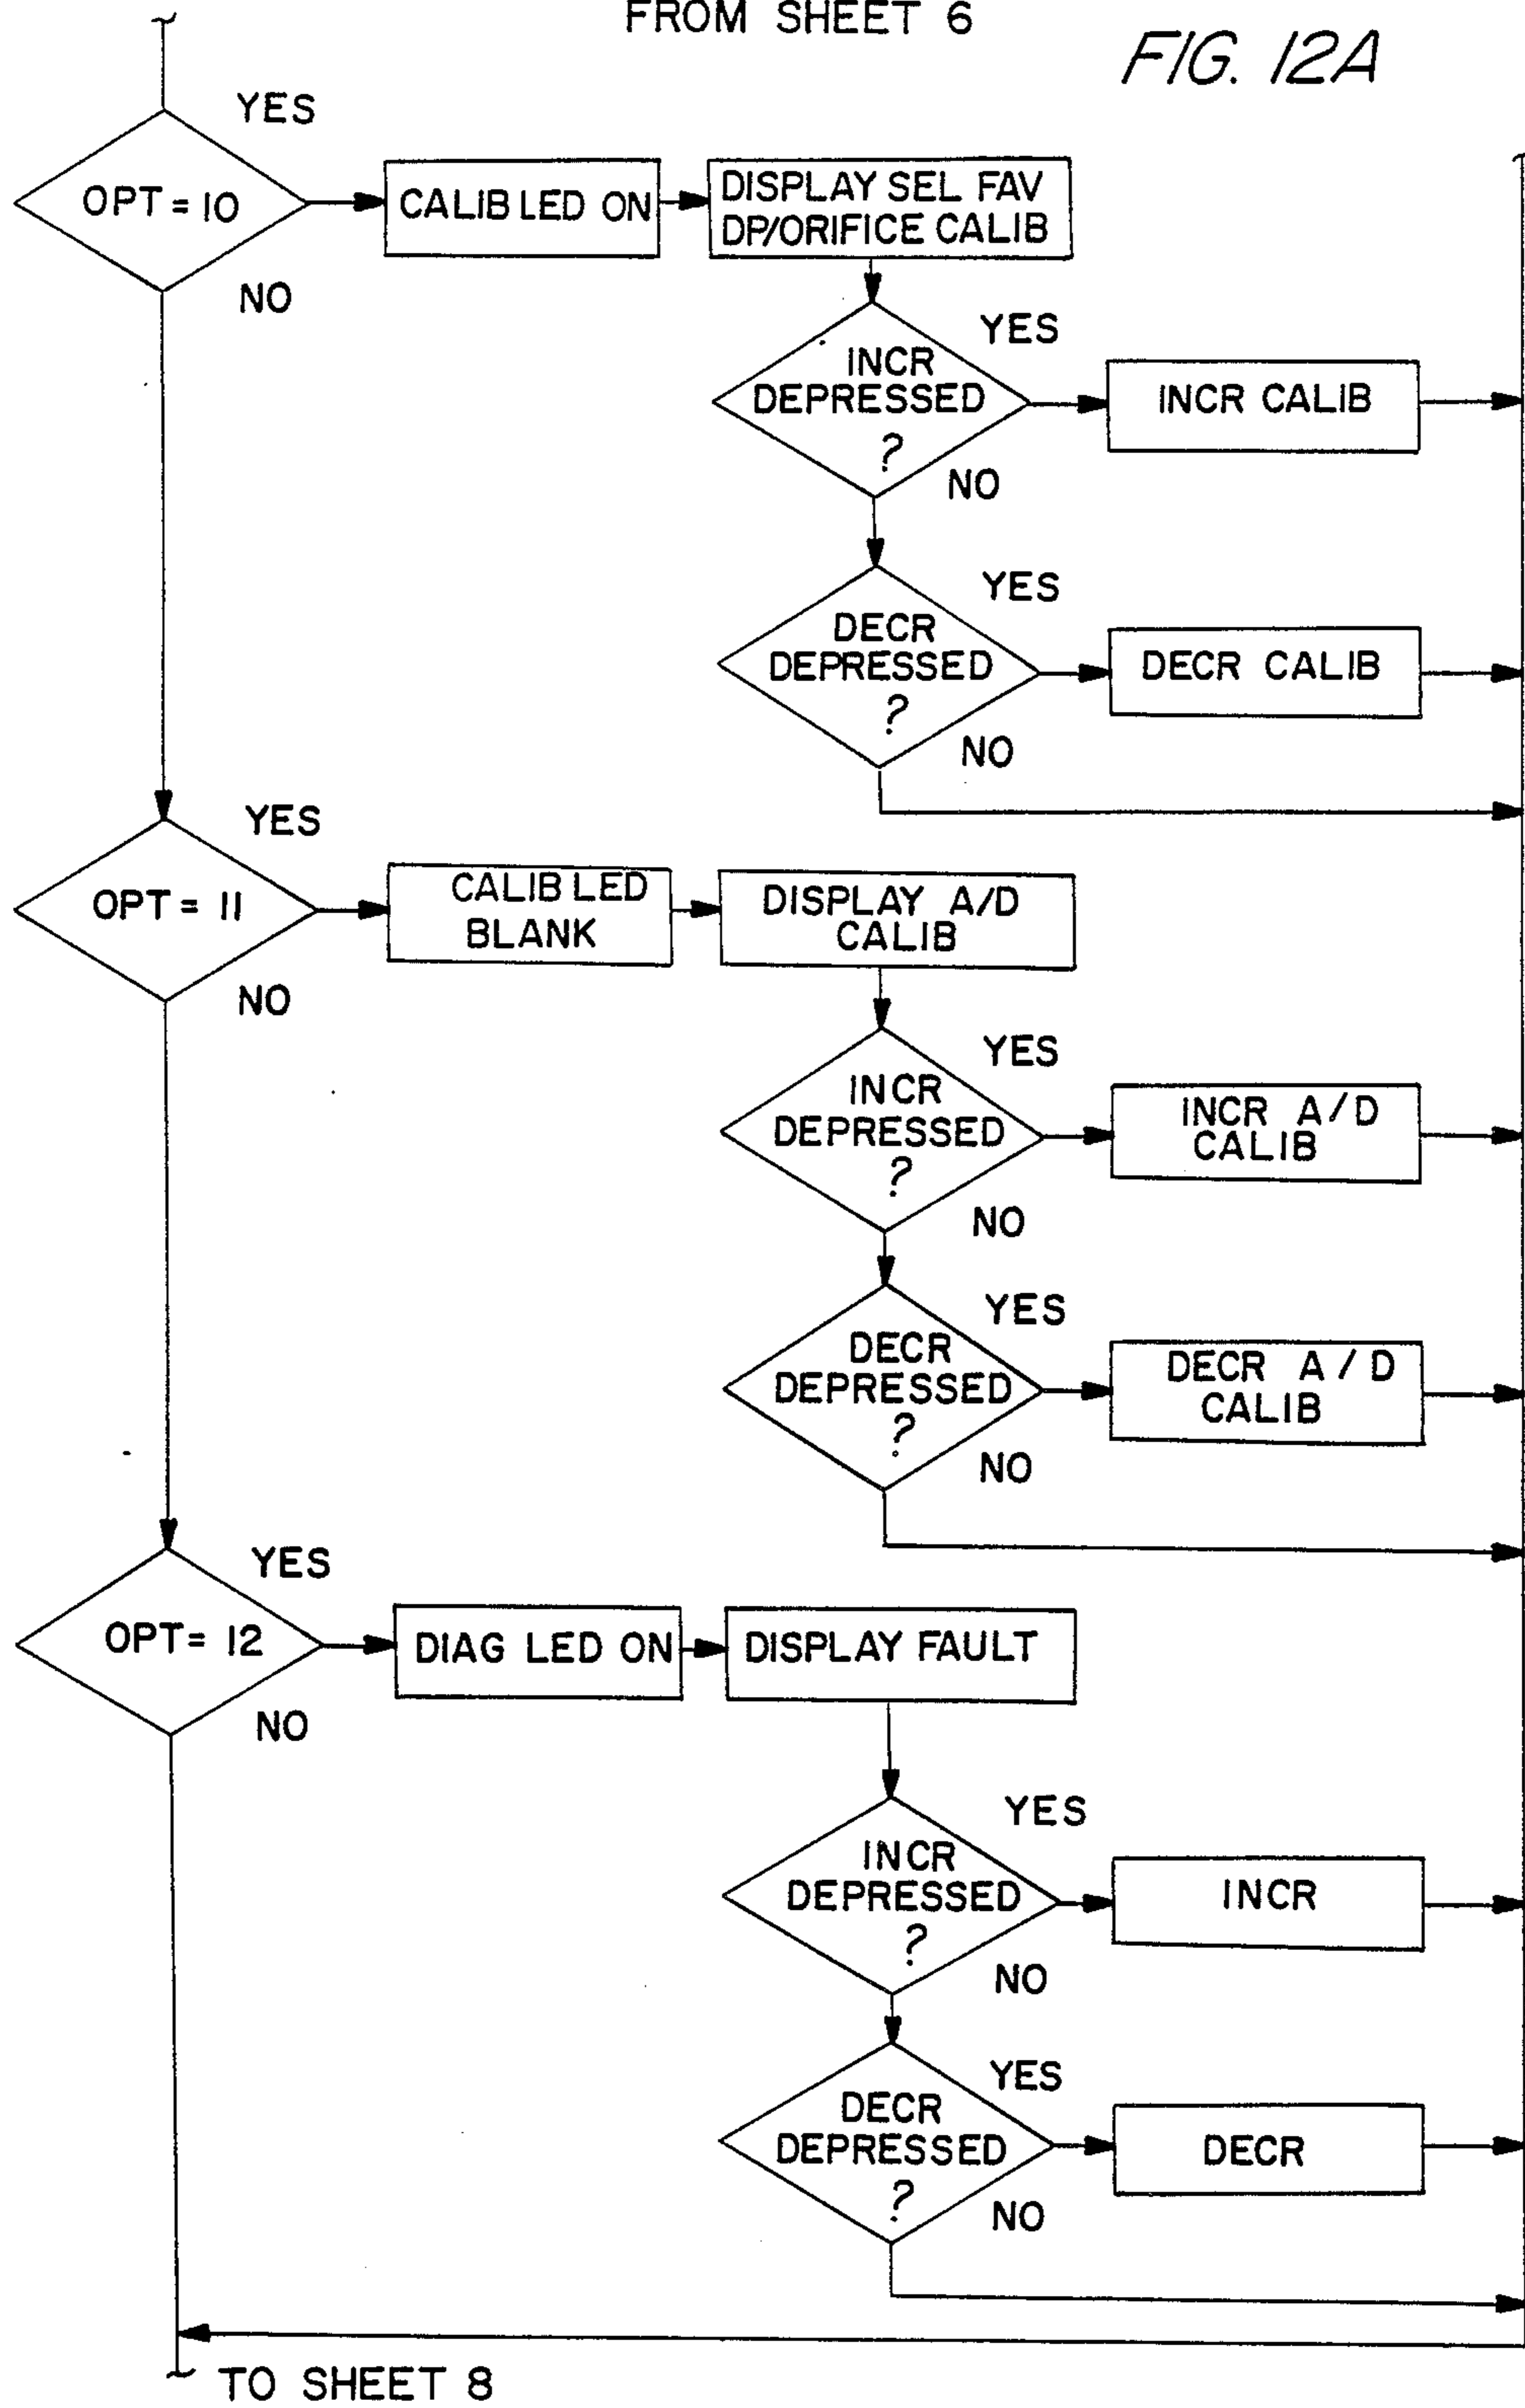 FROM SHEET 6
FIG. 12A
YES
OPT = 10
CALIB LED ON
DISPLAY SEL FAV
DP/ORIFICE CALIB
NO
YES
INCR
DEPRESSED
?
INCR CALIB
NO
YES
DECR
DEPRESSED
?
DECR CALIB
NO
YES
OPT = 11
CALIB LED
BLANK
DISPLAY A/D
CALIB
NO
YES
INCR
DEPRESSED
?
INCR A/D
CALIB
NO
YES
DECR
DEPRESSED
?
DECR A/D
CALIB
NO
YES
OPT= 12
DIAG LED ON
DISPLAY FAULT
NO
YES
INCR
DEPRESSED
?
INCR
NO
YES
DECR
DEPRESSED
?
DECR
NO
TO SHEET 8